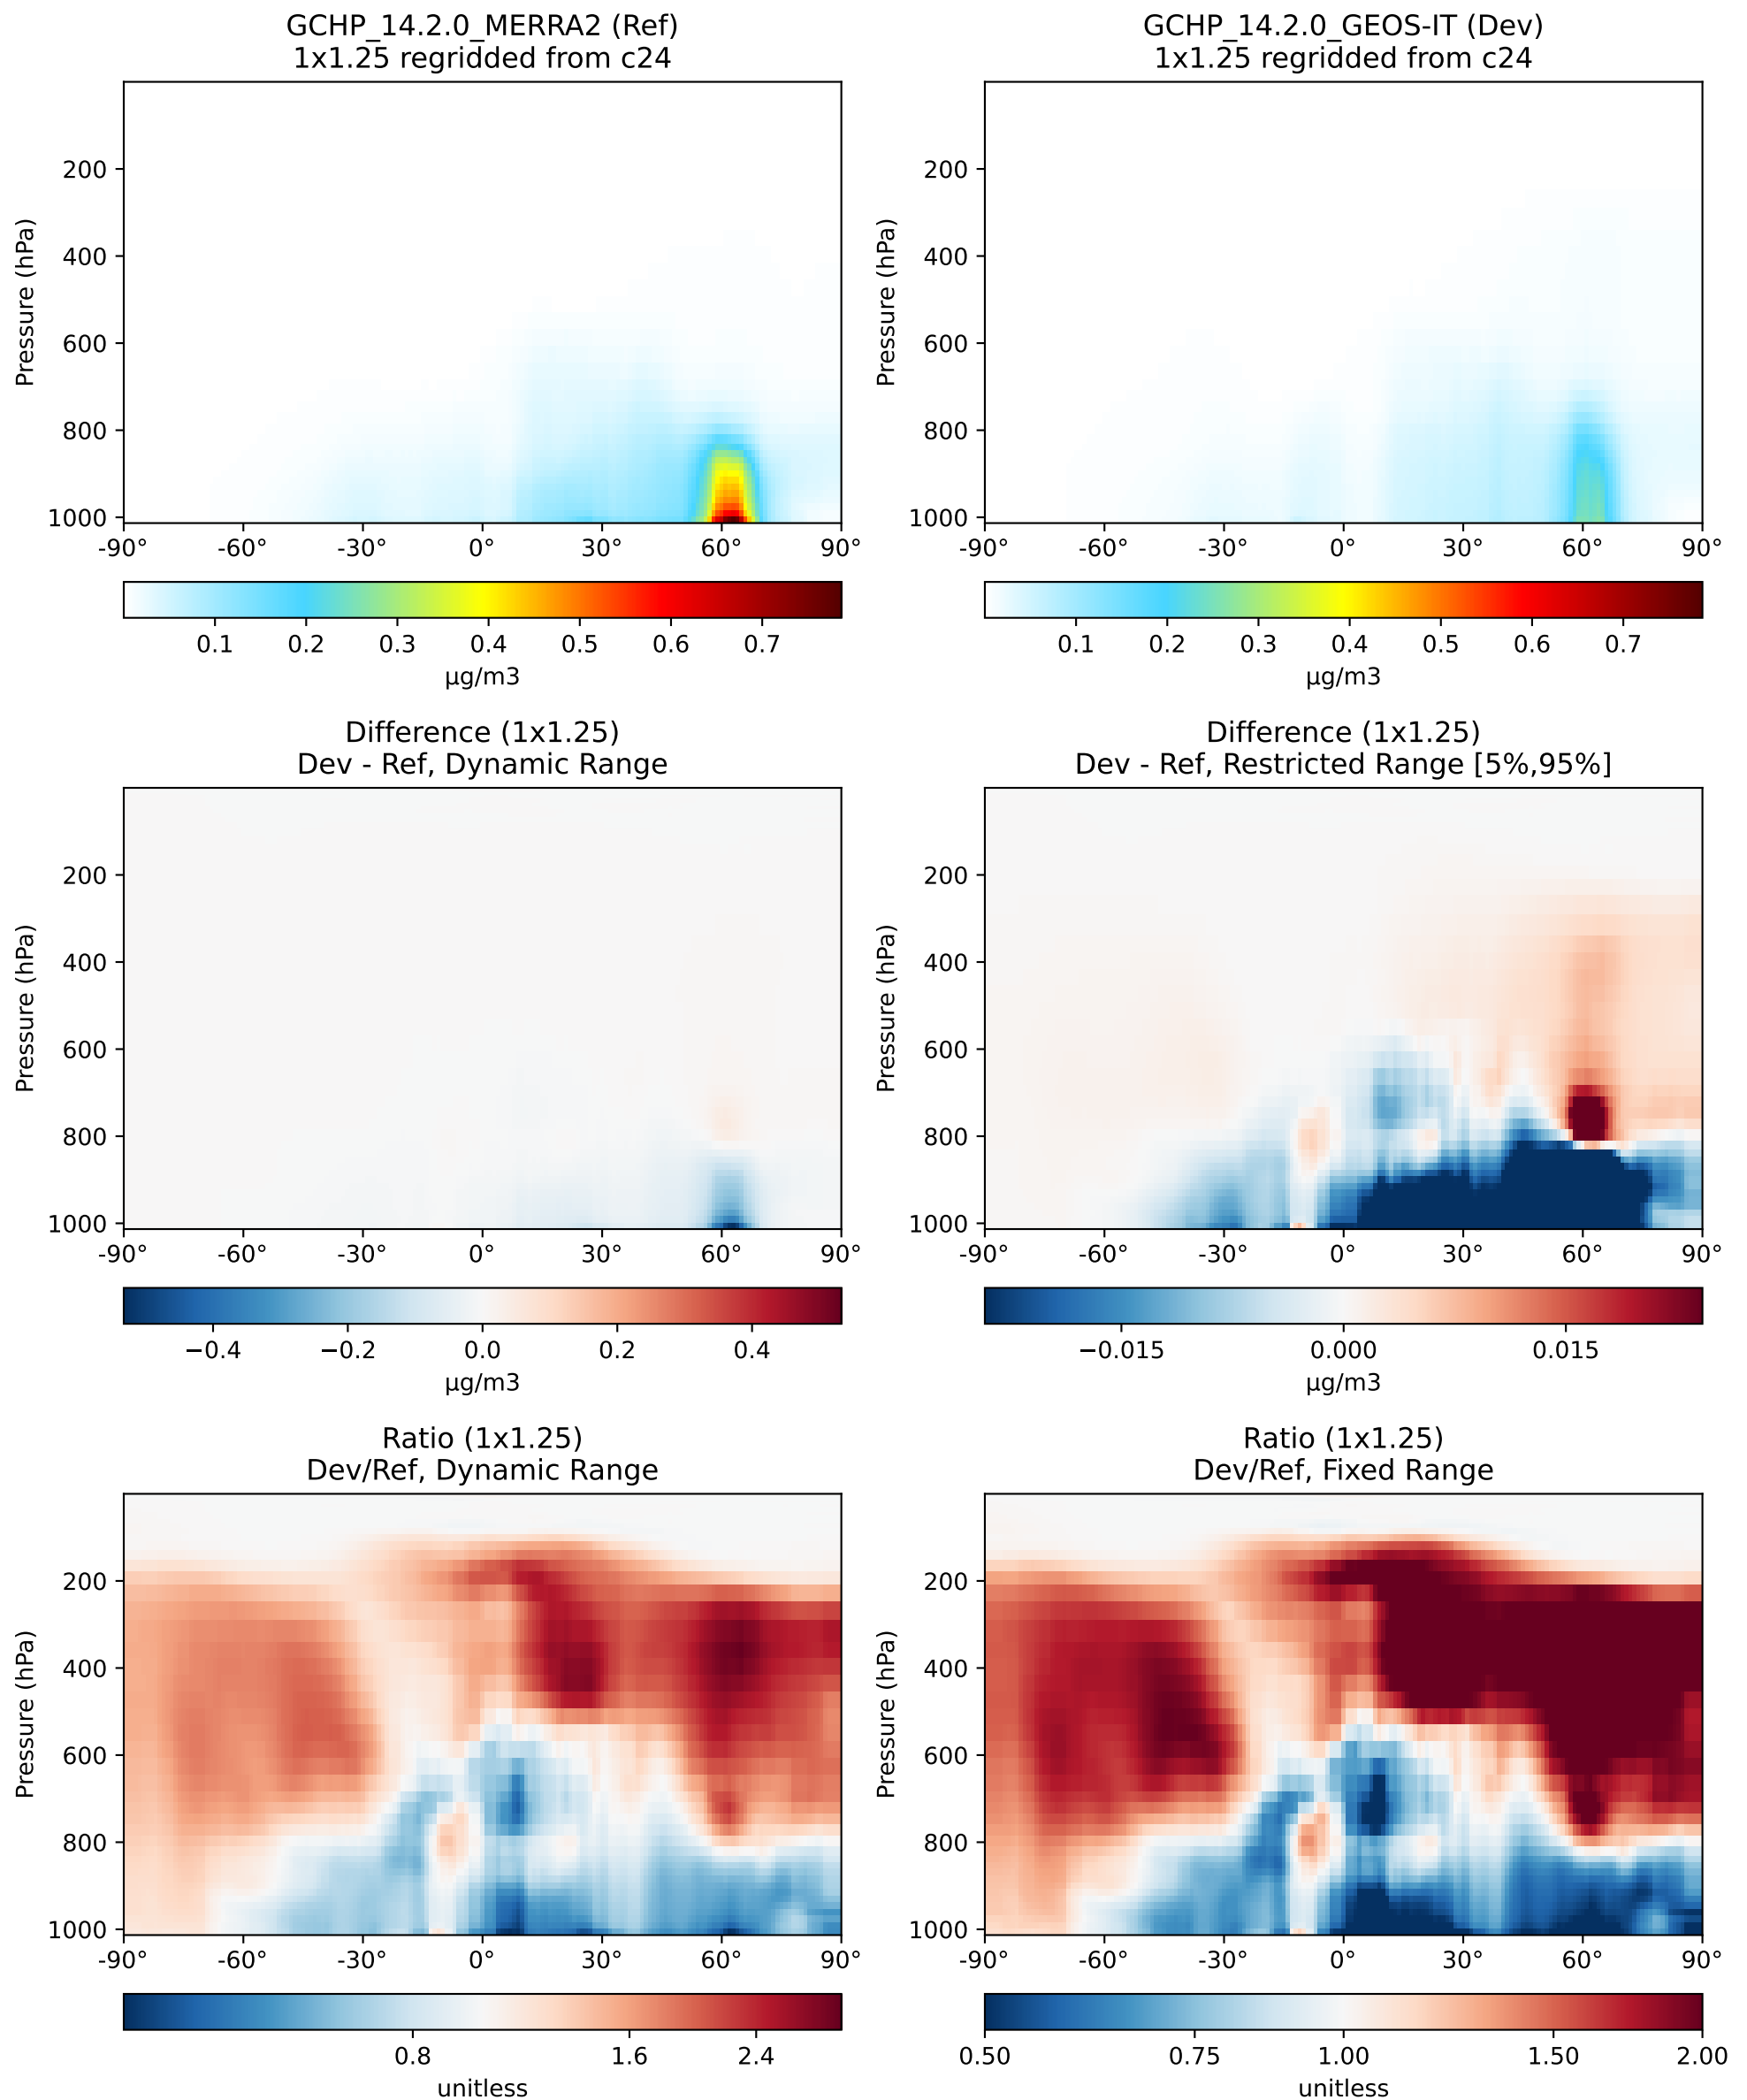 GCHP_14.2.0_MERRA2 (Ref)
1x1.25 regridded from c24
Pressure (hPa)
200
400
600
800
1000
-90° -60° -30° 0° 30° 60° 90°
0.1 0.2 0.3 0.4 0.5 0.6 0.7
μg/m3
GCHP_14.2.0_GEOS-IT (Dev)
1x1.25 regridded from c24
Pressure (hPa)
200
400
600
800
1000
-90° -60° -30° 0° 30° 60° 90°
0.1 0.2 0.3 0.4 0.5 0.6 0.7
μg/m3
Difference (1x1.25)
Dev - Ref, Dynamic Range
Pressure (hPa)
200
400
600
800
1000
-90° -60° -30° 0° 30° 60° 90°
−0.4 −0.2 0.0 0.2 0.4
μg/m3
Difference (1x1.25)
Dev - Ref, Restricted Range [5%,95%]
Pressure (hPa)
200
400
600
800
1000
-90° -60° -30° 0° 30° 60° 90°
−0.015 0.000 0.015
μg/m3
Ratio (1x1.25)
Dev/Ref, Dynamic Range
Pressure (hPa)
200
400
600
800
1000
-90° -60° -30° 0° 30° 60° 90°
0.8 1.6 2.4
unitless
Ratio (1x1.25)
Dev/Ref, Fixed Range
Pressure (hPa)
200
400
600
800
1000
-90° -60° -30° 0° 30° 60° 90°
0.50 0.75 1.00 1.50 2.00
unitless